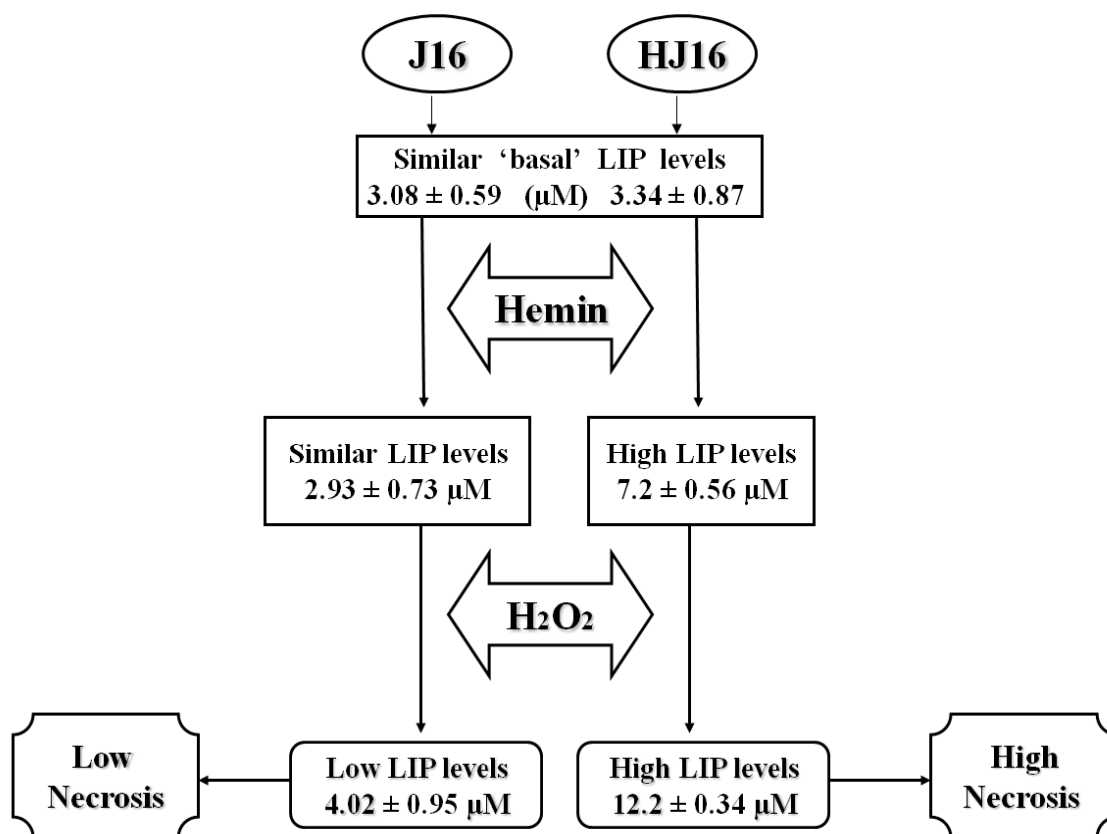 J16
HJ16
Similar ‘basal’ LIP levels
3.08 ± 0.59 (μM) 3.34 ± 0.87
Hemin
Similar LIP levels
2.93 ± 0.73 μM
High LIP levels
7.2 ± 0.56 μM
H₂O₂
Low
Necrosis
Low LIP levels
4.02 ± 0.95 μM
High LIP levels
12.2 ± 0.34 μM
High
Necrosis